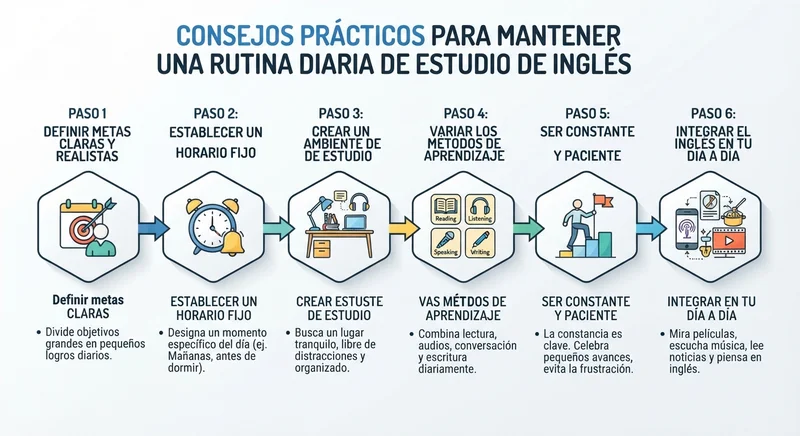 CONSEJOS PRÁCTICOS PARA MANTENER
UNA RUTINA DIARIA DE ESTUDIO DE INGLÉS
PASO 1
DEFINIR METAS
CLARAS Y
REALISTAS
PASO 2:
ESTABLECER UN
HORARIO FIJO
PASO 3:
CREAR UN
AMBIENTE DE
DE ESTUDIO
PASO 4:
VARIAR LOS
MÉTODOS DE
APRENDIZAJE
PASO 5:
SER CONSTANTE
Y PACIENTE
PASO 6:
INTEGRAR EL
INGLÉS EN TU
DÍA A DÍA
Reading
Listening
Speaking
Writing
Definir metas
CLARAS
• Divide objetivos
grandes en pequeños
logros diarios.
ESTABLECER UN
HORARIO FIJO
• Designa un momento
específico del día (ej.
Mañanas, antes de
dormir).
CREAR ESTUSTE
DE ESTUDIO
• Busca un lugar
tranquilo, libre de
distracciones y
organizado.
VAS MÉTDOS DE
APRENDIZAJE
• Combina lectura,
audios, conversación
y escritura
diariamente.
SER CONSTANTE
Y PACIENTE
• La constancia es
clave. Celebra
pequeños avances,
evita la frustración.
INTEGRAR EN TU
DÍA A DÍA
• Mira películas,
escucha música, lee
noticias y piensa en
inglés.